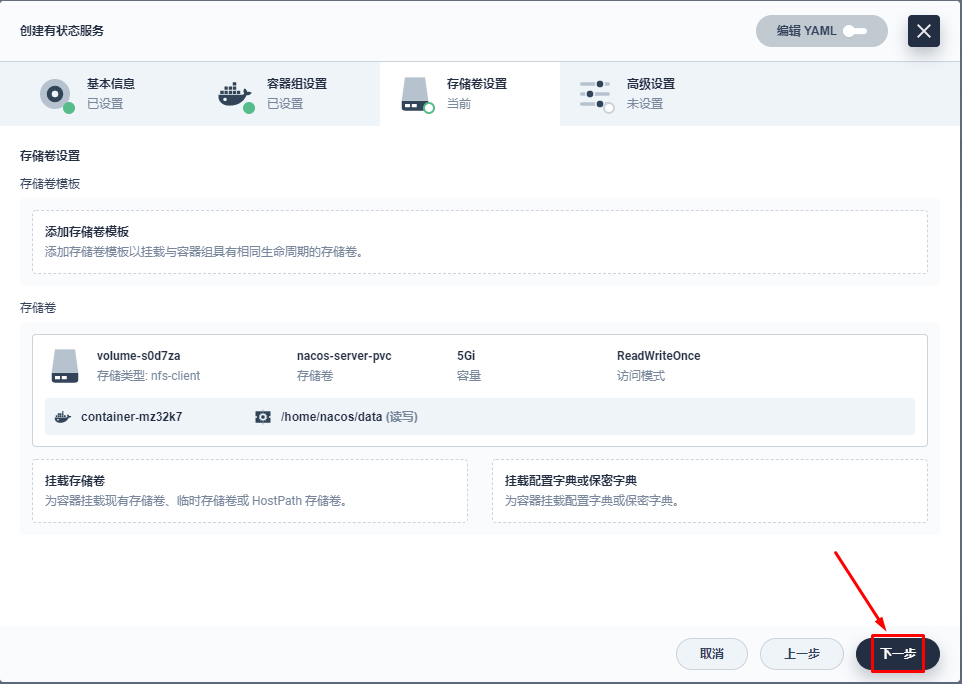 创建有状态服务
编辑 YAML
基本信息
已设置
容器组设置
已设置
存储卷设置
当前
高级设置
未设置
存储卷设置
存储卷模板
添加存储卷模板
添加存储卷模板以挂载与容器组具有相同生命周期的存储卷。
存储卷
volume-s0d7za
存储类型: nfs-client
nacos-server-pvc
存储卷
5Gi
容量
ReadWriteOnce
访问模式
container-mz32k7
/home/nacos/data (读写)
挂载存储卷
为容器挂载现有存储卷、临时存储卷或 HostPath 存储卷。
挂载配置字典或保密字典
为容器挂载配置字典或保密字典。
取消
上一步
下一步